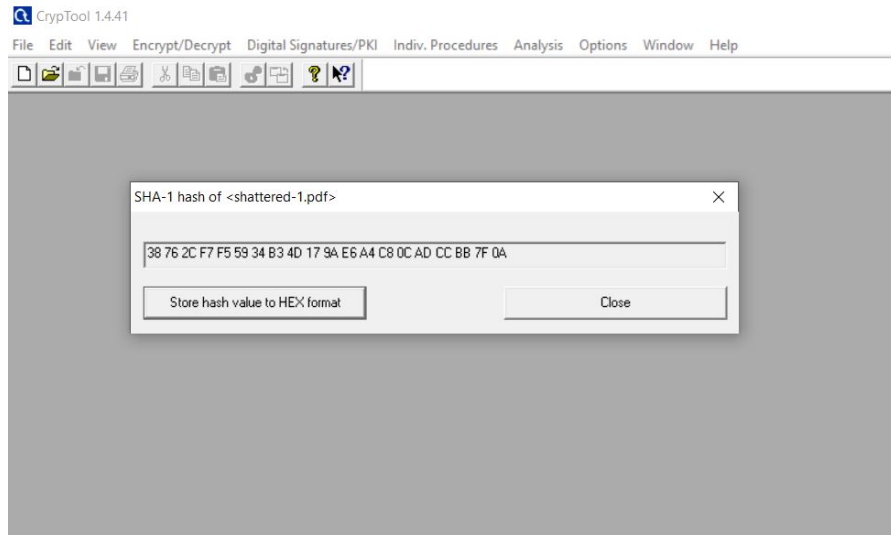 CrypTool 1.4.41
File Edit View Encrypt/Decrypt Digital Signatures/PKI Indiv. Procedures Analysis Options Window Help
SHA-1 hash of <shattered-1.pdf>
38 76 2C F7 F5 59 34 B3 4D 17 9A E6 A4 C8 0C AD CC BB 7F 0A
Store hash value to HEX format Close